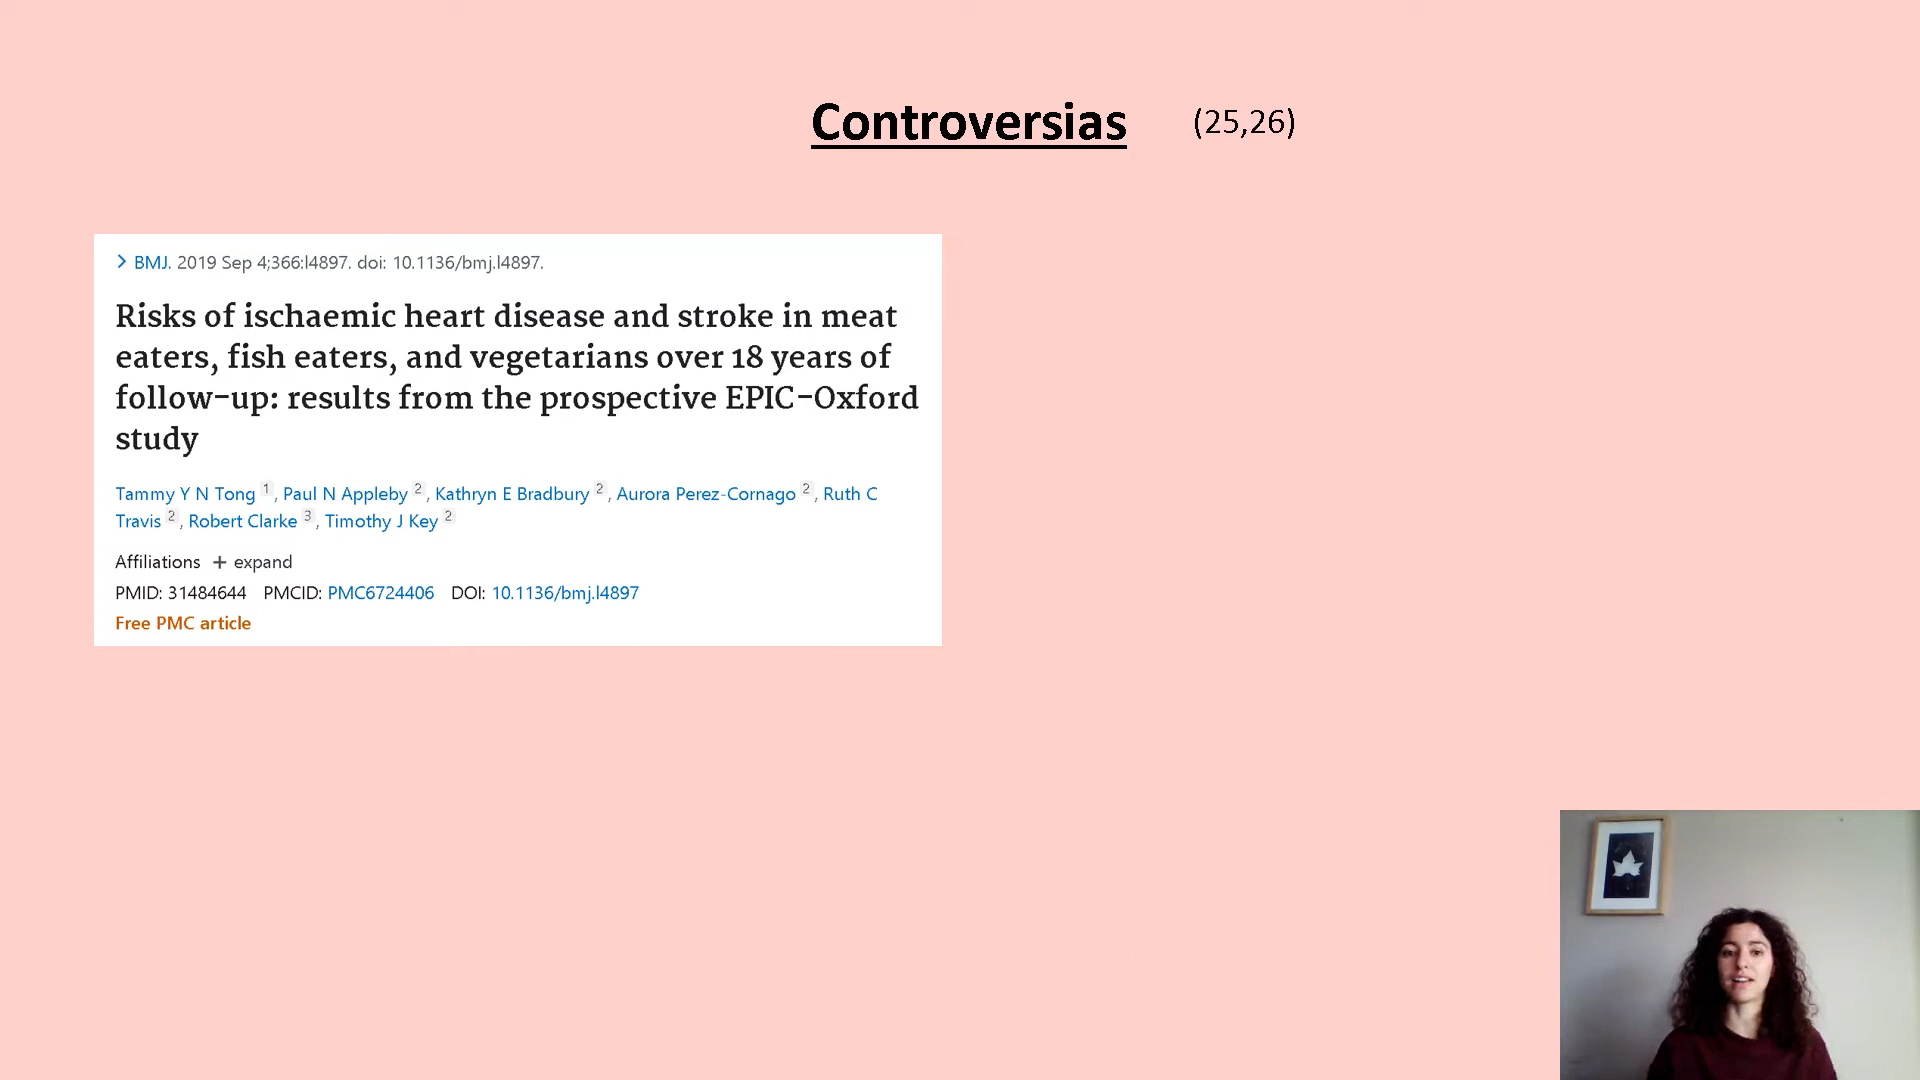 Controversias (25,26)
> BMJ. 2019 Sep 4;366:l4897. doi: 10.1136/bmj.l4897.
Risks of ischaemic heart disease and stroke in meat
eaters, fish eaters, and vegetarians over 18 years of
follow-up: results from the prospective EPIC-Oxford
study
Tammy Y N Tong 1, Paul N Appleby 2, Kathryn E Bradbury 2, Aurora Perez-Cornago 2, Ruth C
Travis 2, Robert Clarke 3, Timothy J Key 2
Affiliations + expand
PMID: 31484644 PMCID: PMC6724406 DOI: 10.1136/bmj.l4897
Free PMC article